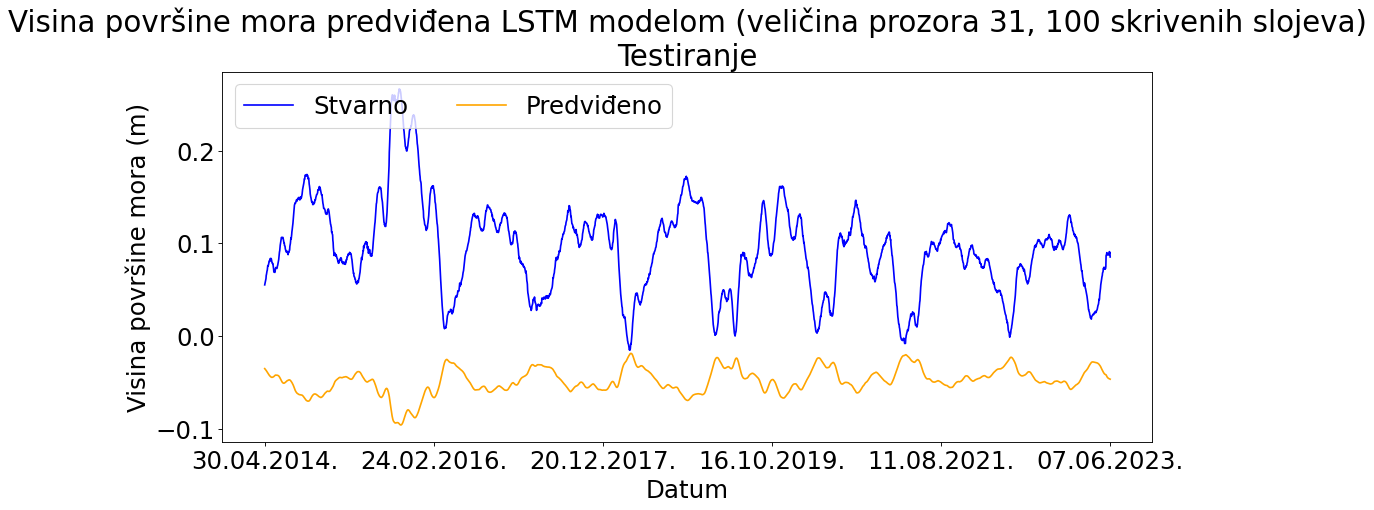 Visina površine mora predviđena LSTM modelom (veličina prozora 31, 100 skrivenih slojeva)
Testiranje
Stvarno Predviđeno
Visina površine mora (m)
0.2
0.1
0.0
−0.1
30.04.2014. 24.02.2016. 20.12.2017. 16.10.2019. 11.08.2021. 07.06.2023.
Datum